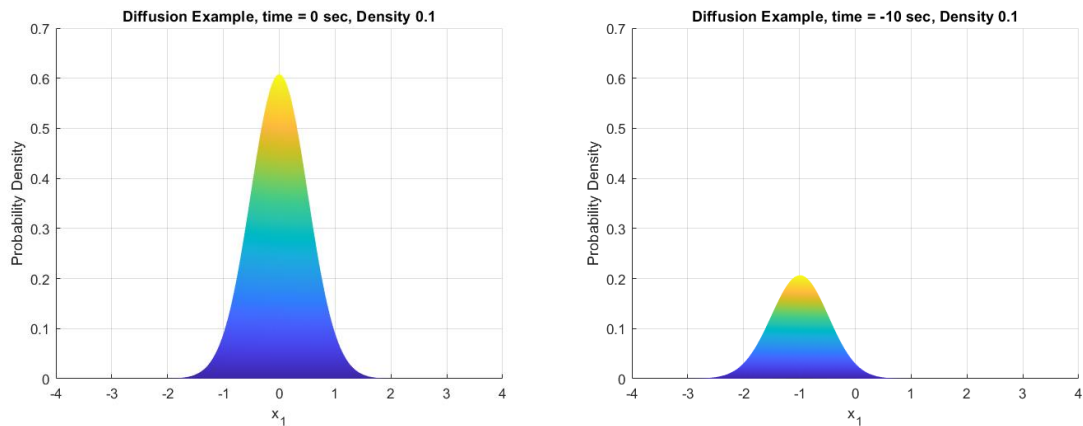 Diffusion Example, time = 0 sec, Density 0.1
0.7
0.6
0.5
0.4
0.3
0.2
0.1
0
Probability Density
-4 -3 -2 -1 0 1 2 3 4
x_1
Diffusion Example, time = -10 sec, Density 0.1
0.7
0.6
0.5
0.4
0.3
0.2
0.1
0
Probability Density
-4 -3 -2 -1 0 1 2 3 4
x_1